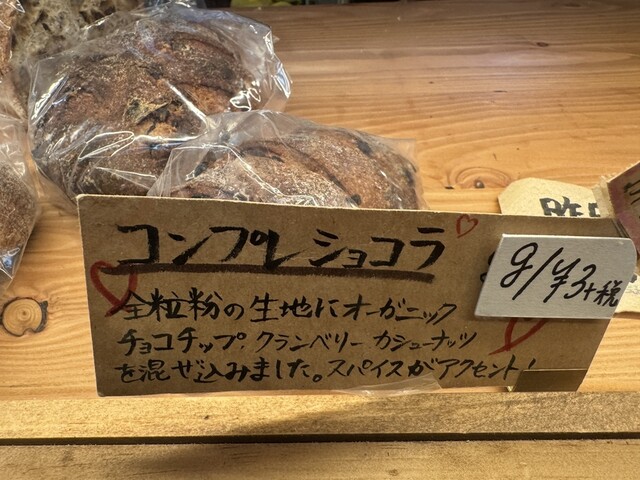 コンプレ ショコラ
g/¥3+税
全粒粉の生地にオーガニック
チョコチップ、クランベリー カシューナッツ
を混ぜ込みました。スパイスがアクセント!